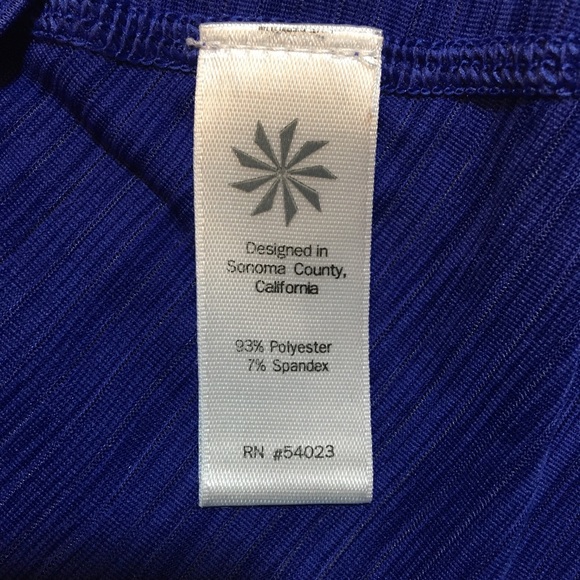 Designed in
Sonoma County,
California
93% Polyester
7% Spandex
RN #54023